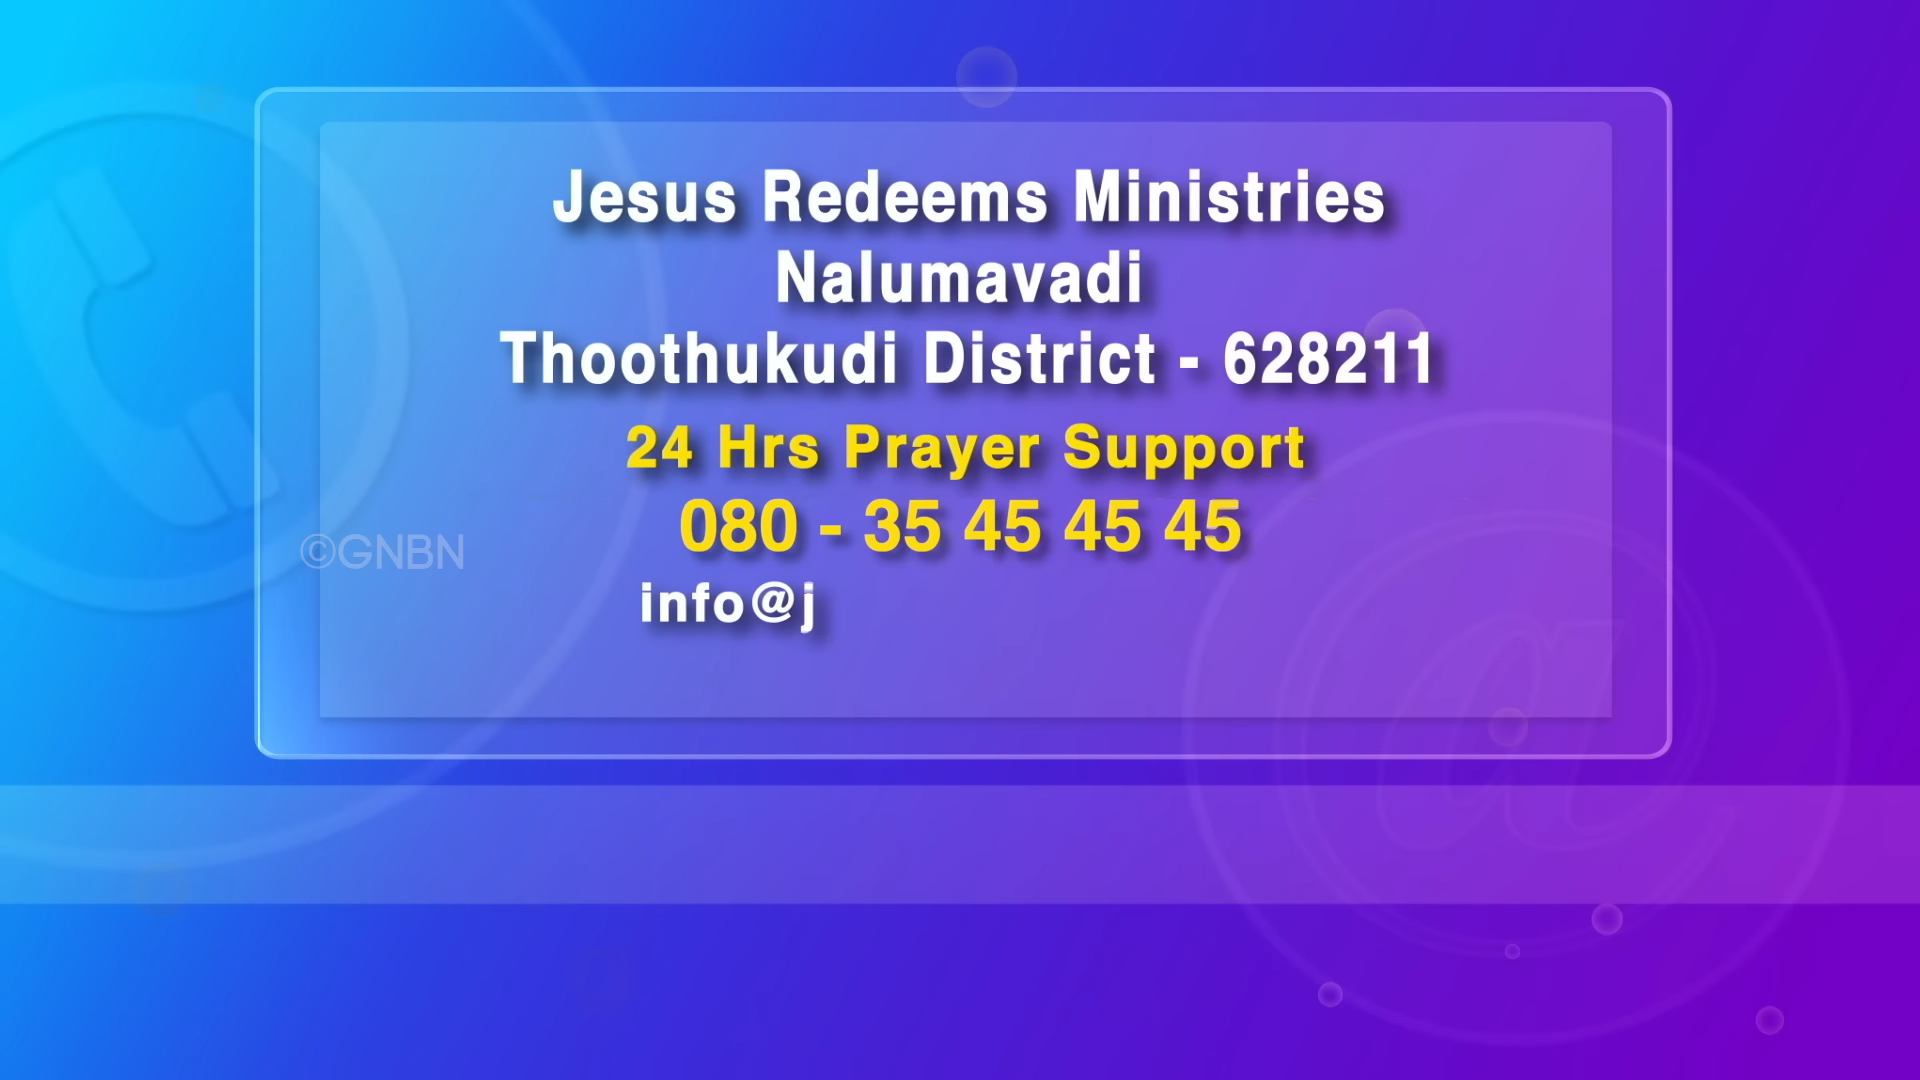 Jesus Redeems Ministries
Nalumavadi
Thoothukudi District - 628211
24 Hrs Prayer Support
080 - 35 45 45 45
©GNBN
info@j